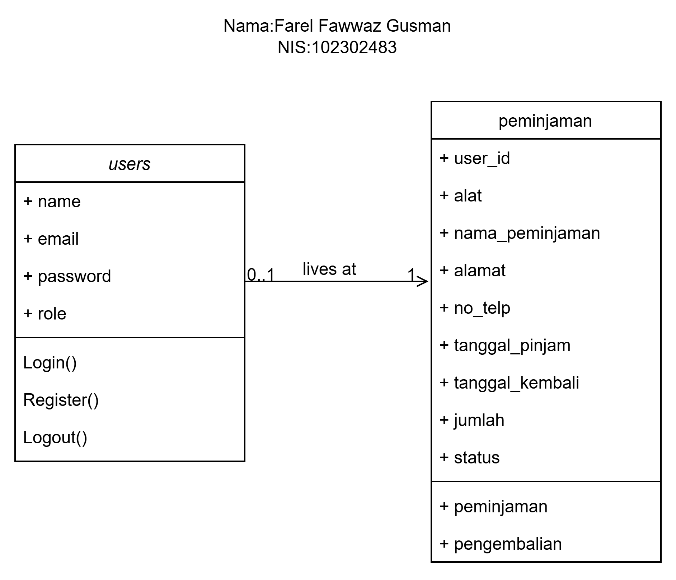 Nama:Farel Fawwaz Gusman
NIS:102302483
users
+ name
+ email
+ password
+ role
Login()
Register()
Logout()
0..1
lives at
1
peminjaman
+ user_id
+ alat
+ nama_peminjaman
+ alamat
+ no_telp
+ tanggal_pinjam
+ tanggal_kembali
+ jumlah
+ status
+ peminjaman
+ pengembalian